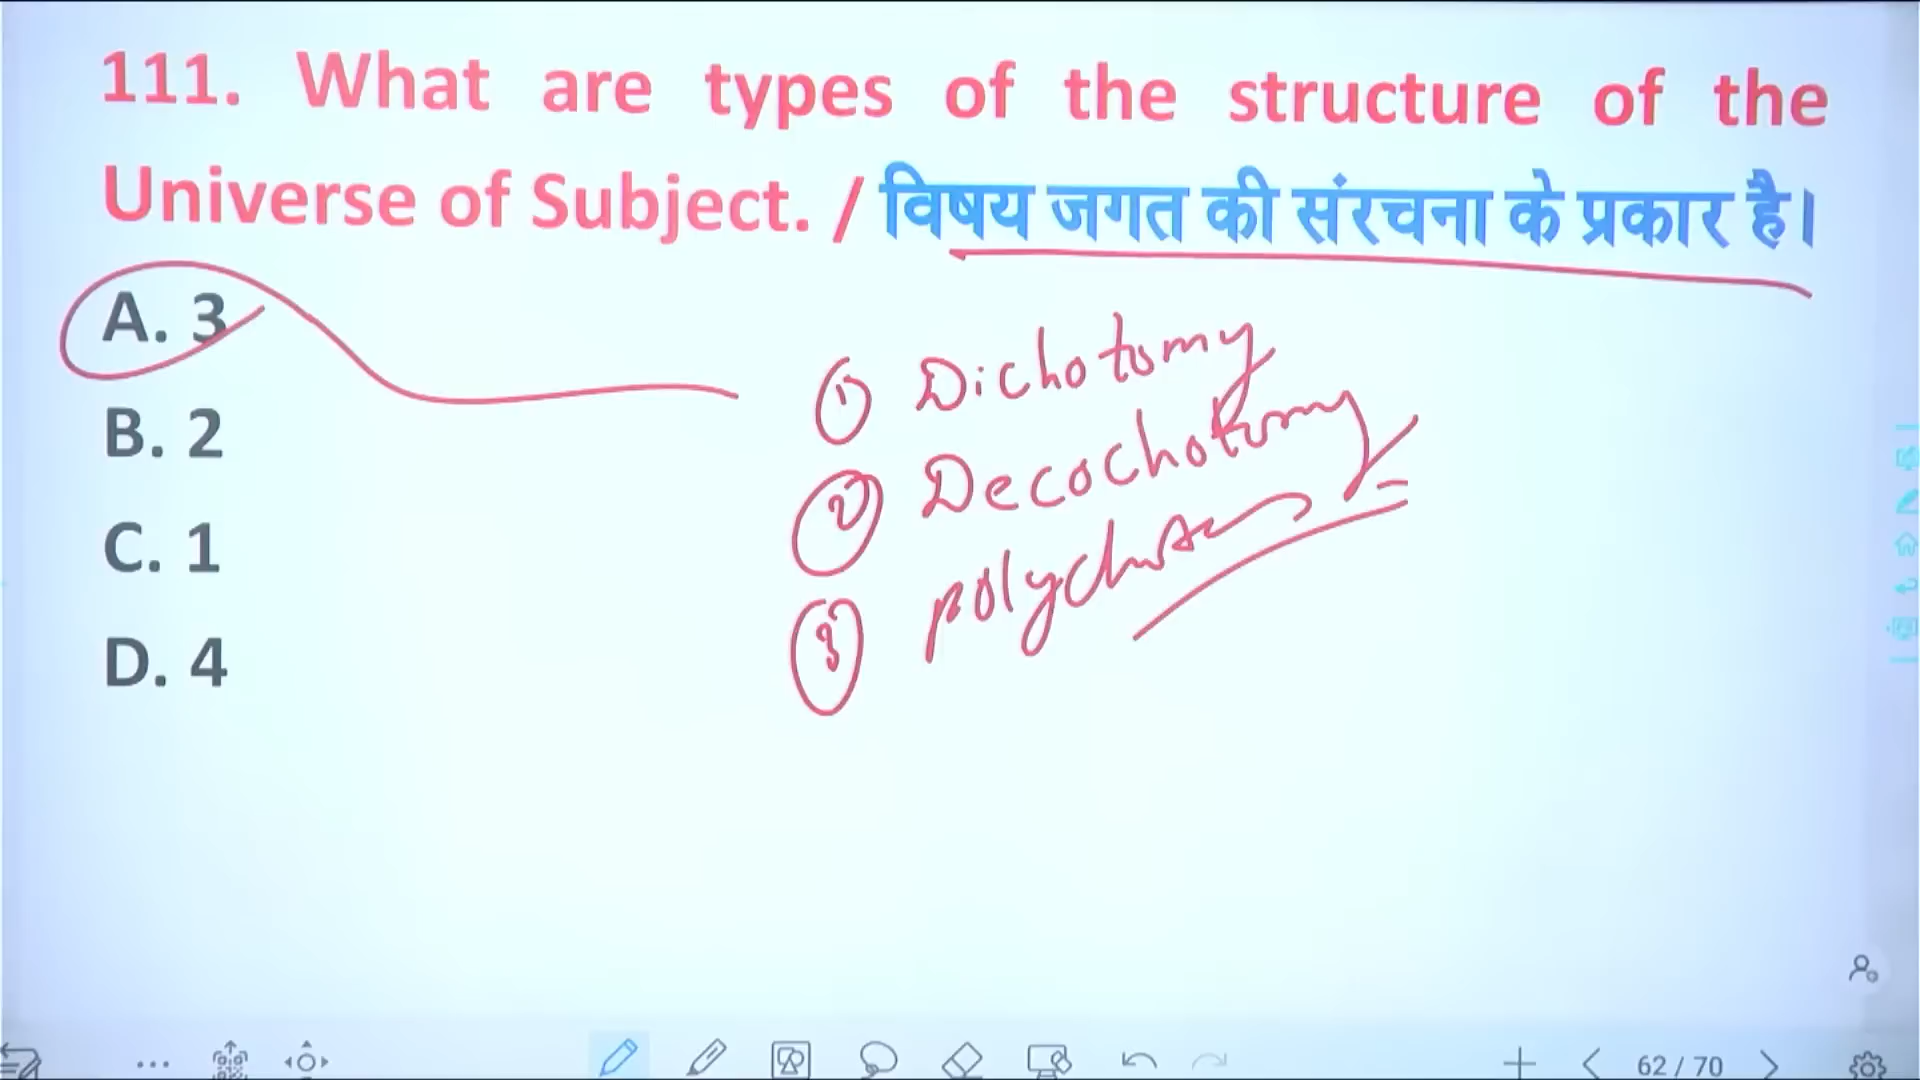 111. What are types of the structure of the
Universe of Subject. / विषय जगत की संरचना के प्रकार है।
A. 3
B. 2
C. 1
D. 4
① Dichotomy
② Decochotomy
③
62 / 70